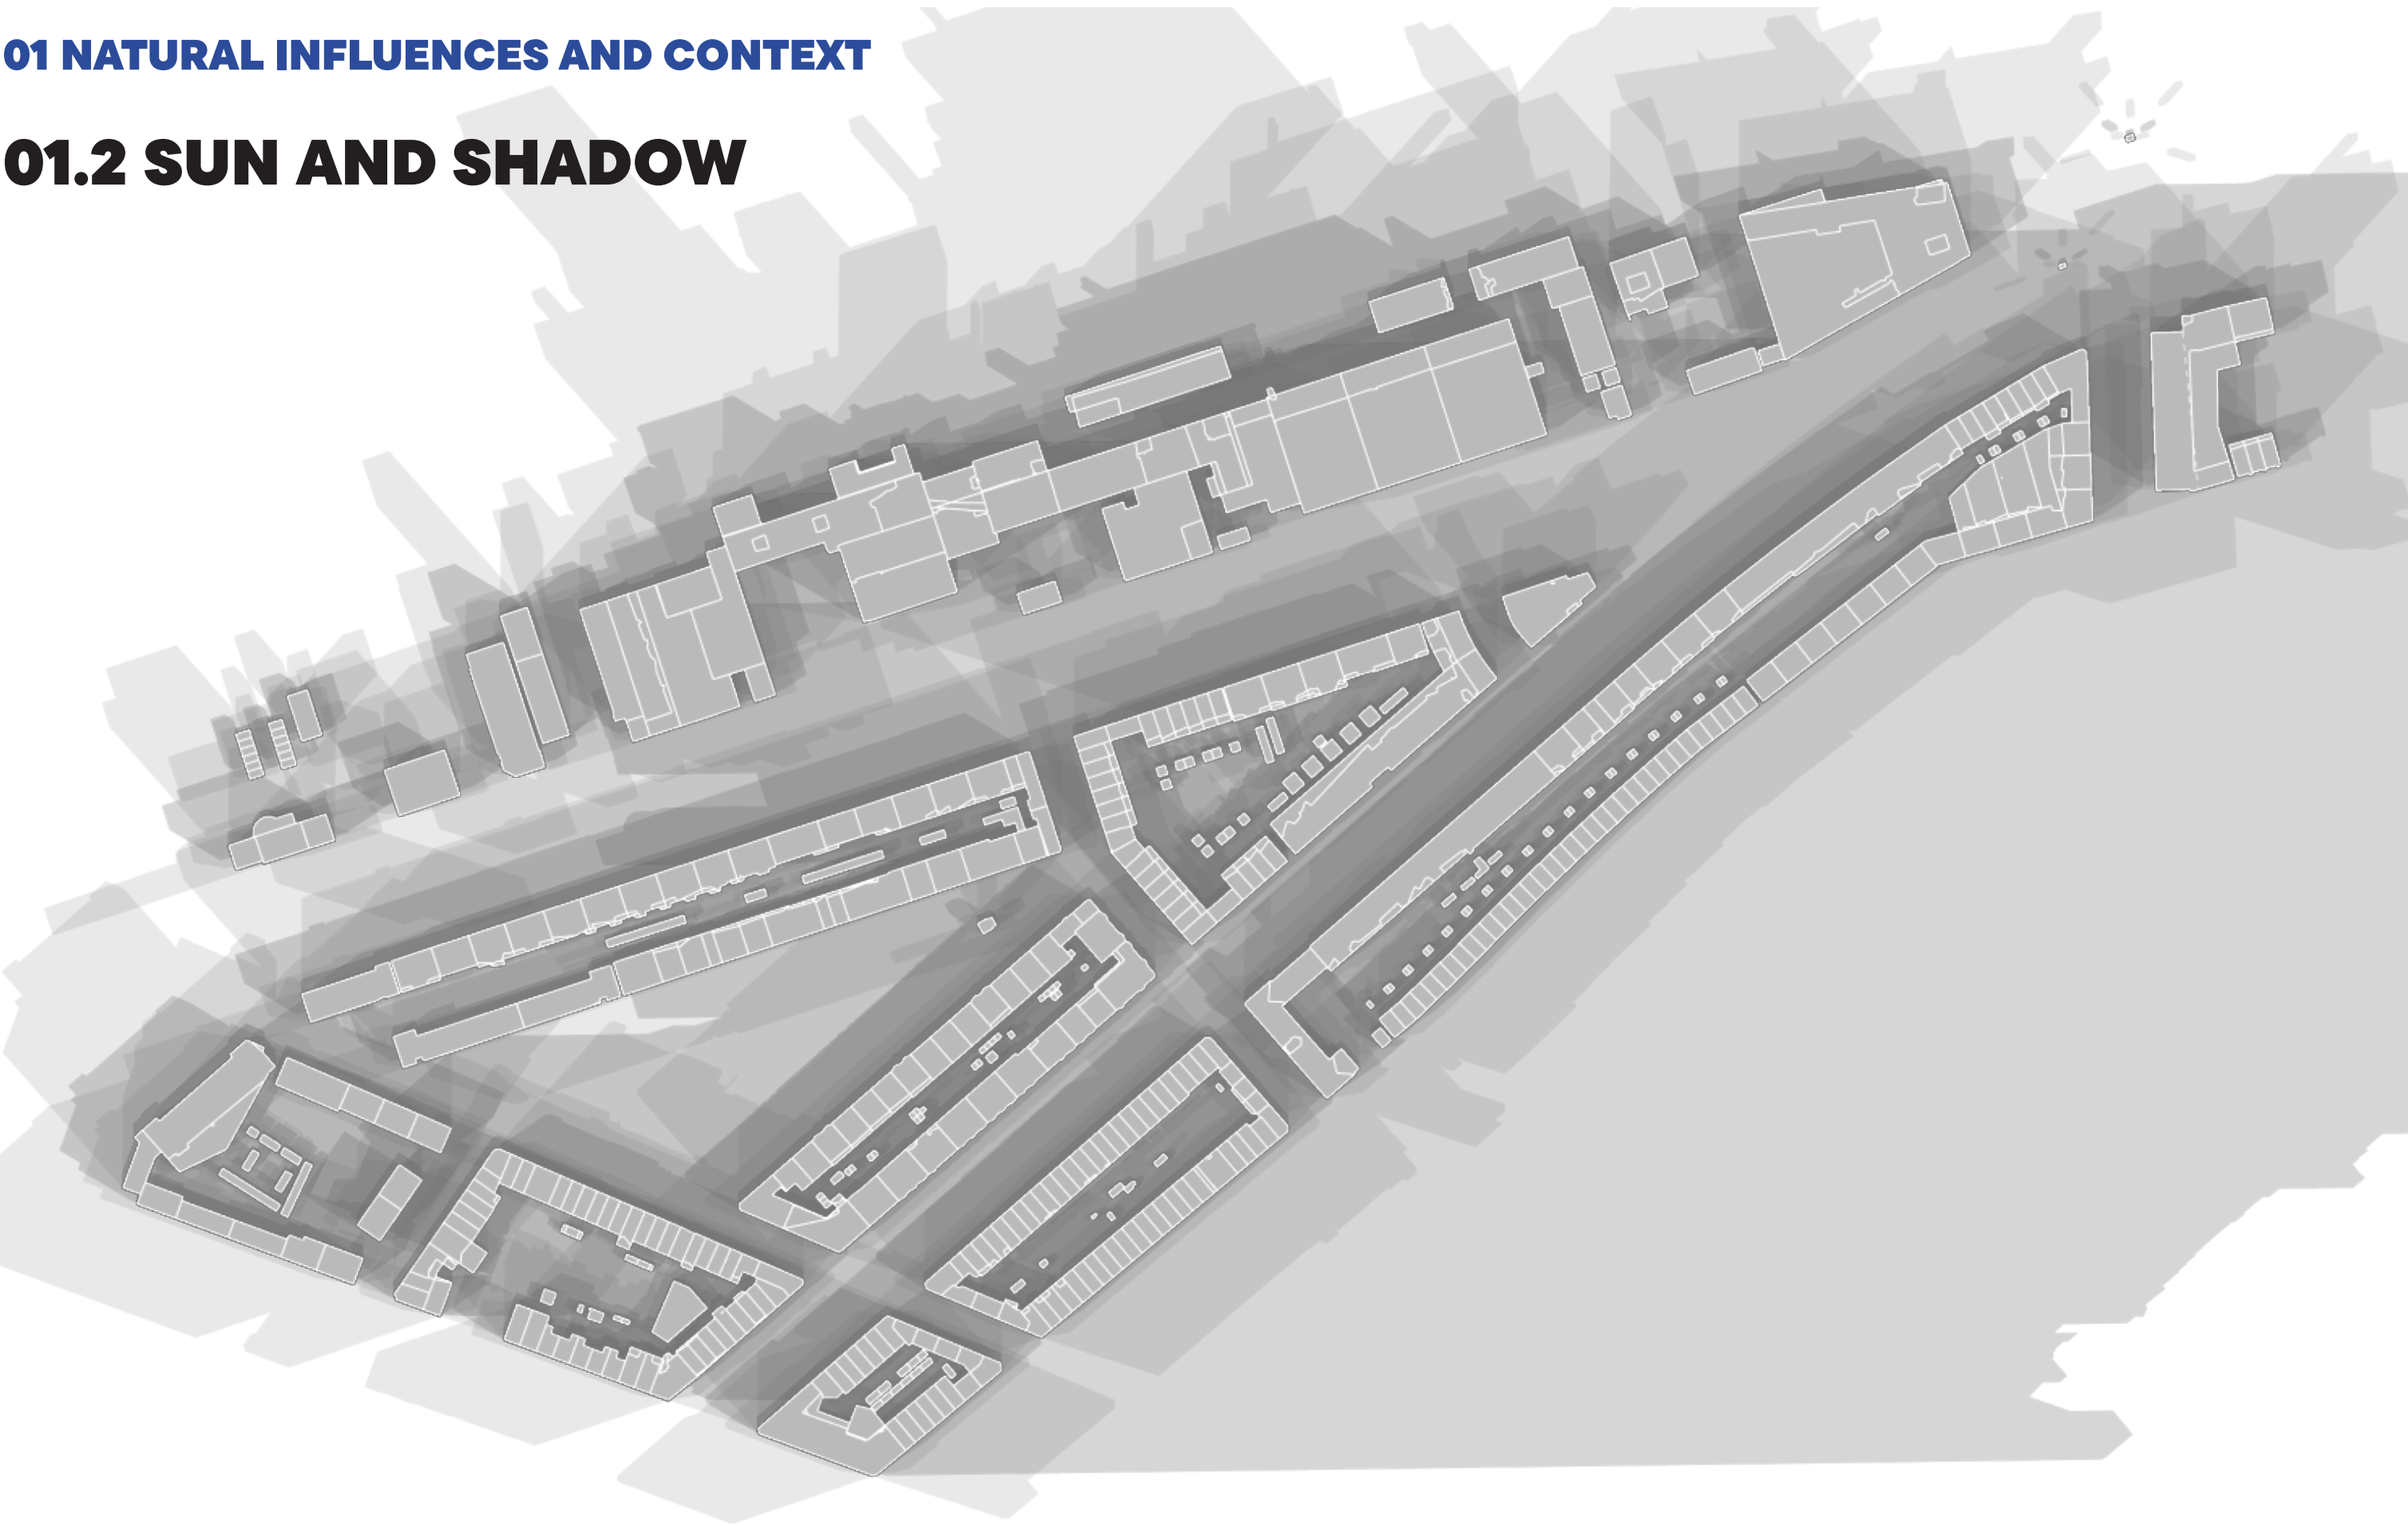 01 NATURAL INFLUENCES AND CONTEXT
01.2 SUN AND SHADOW